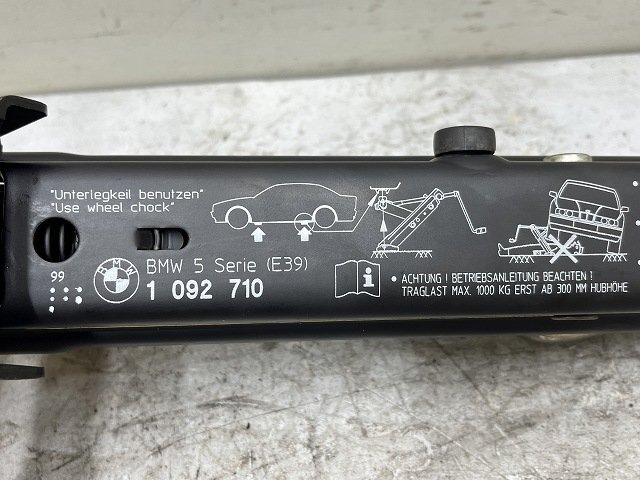 "Unterlegkeil benutzen"
"Use wheel chock"
99
BMW
BMW 5 Serie (E39)
1 092 710
i
• ACHTUNG ! BETRIEBSANLEITUNG BEACHTEN !
TRAGLAST MAX. 1000 KG ERST AB 300 MM HUBHÖHE